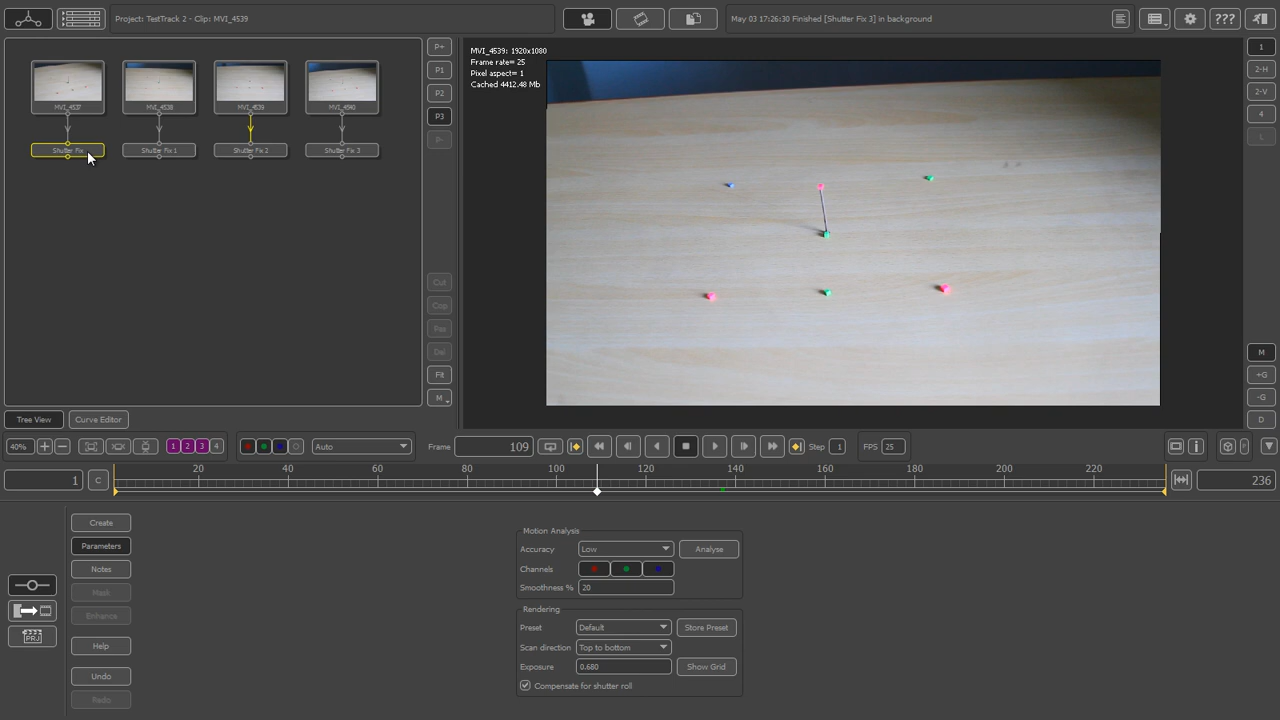 Project: TestTrack 2 - Clip: MVI_4539
May 03 17:26:30 Finished [Shutter Fix 3] in background
???
MVI_4537
MVI_4538
MVI_4539
MVI_4540
Shutter Fix
Shutter Fix 1
Shutter Fix 2
Shutter Fix 3
P+
P1
P2
P3
P-
Cut
Cop
Pas
Del
Fit
M
MVI_4539: 1920x1080
Frame rate= 25
Pixel aspect= 1
Cached 4412.48 Mb
1
2-H
2-V
4
L
M
+G
-G
D
Tree View
Curve Editor
40%
1 2 3 4
Auto
Frame 109
Step 1
FPS 25
1 C
20 40 60 80 100 120 140 160 180 200 220
236
Create
Parameters
Notes
Mask
Enhance
Help
Undo
Redo
PRJ
Motion Analysis
Accuracy Low Analyse
Channels
Smoothness % 20
Rendering
Preset Default Store Preset
Scan direction Top to bottom
Exposure 0.680 Show Grid
Compensate for shutter roll